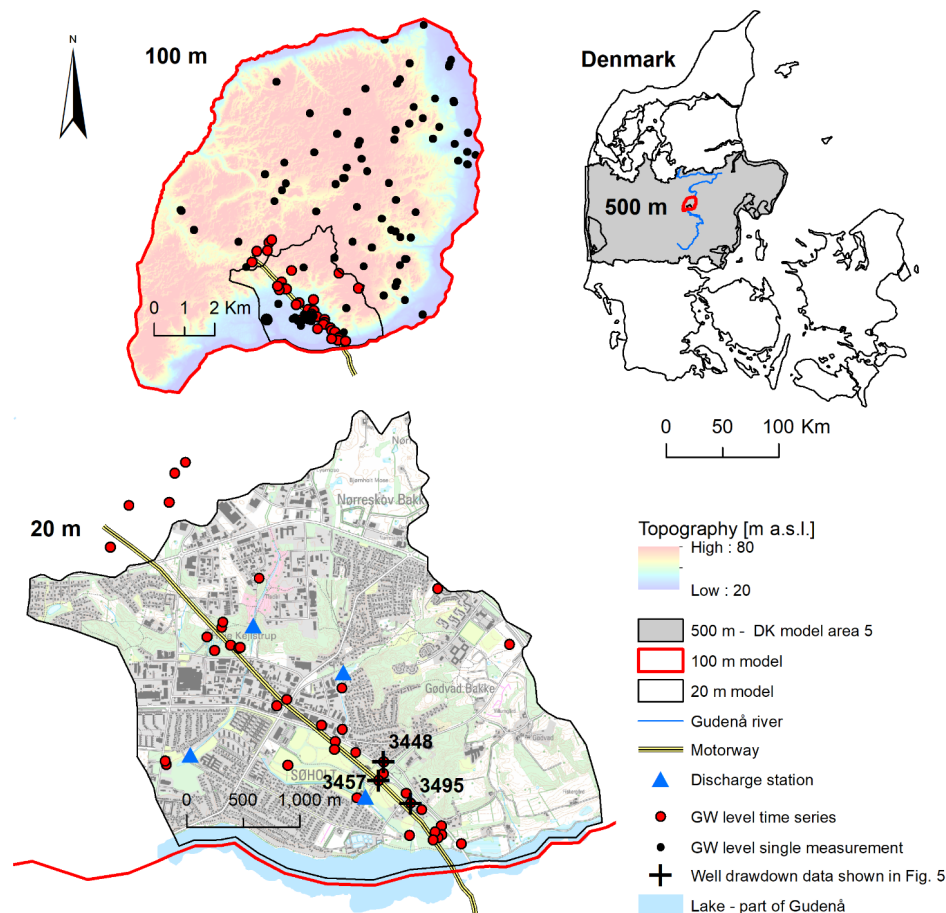 N
100 m
0 1 2 Km
Denmark
500 m
0 50 100 Km
20 m
Nørreskov Bakk
Kejlstrup
Gødvad Bakke
Gødvad
SØHOLT
3448
3457
3495
0 500 1,000 m
Topography [m a.s.l.]
High : 80
Low : 20
500 m - DK model area 5
100 m model
20 m model
Gudenå river
Motorway
Discharge station
GW level time series
GW level single measurement
Well drawdown data shown in Fig. 5
Lake - part of Gudenå